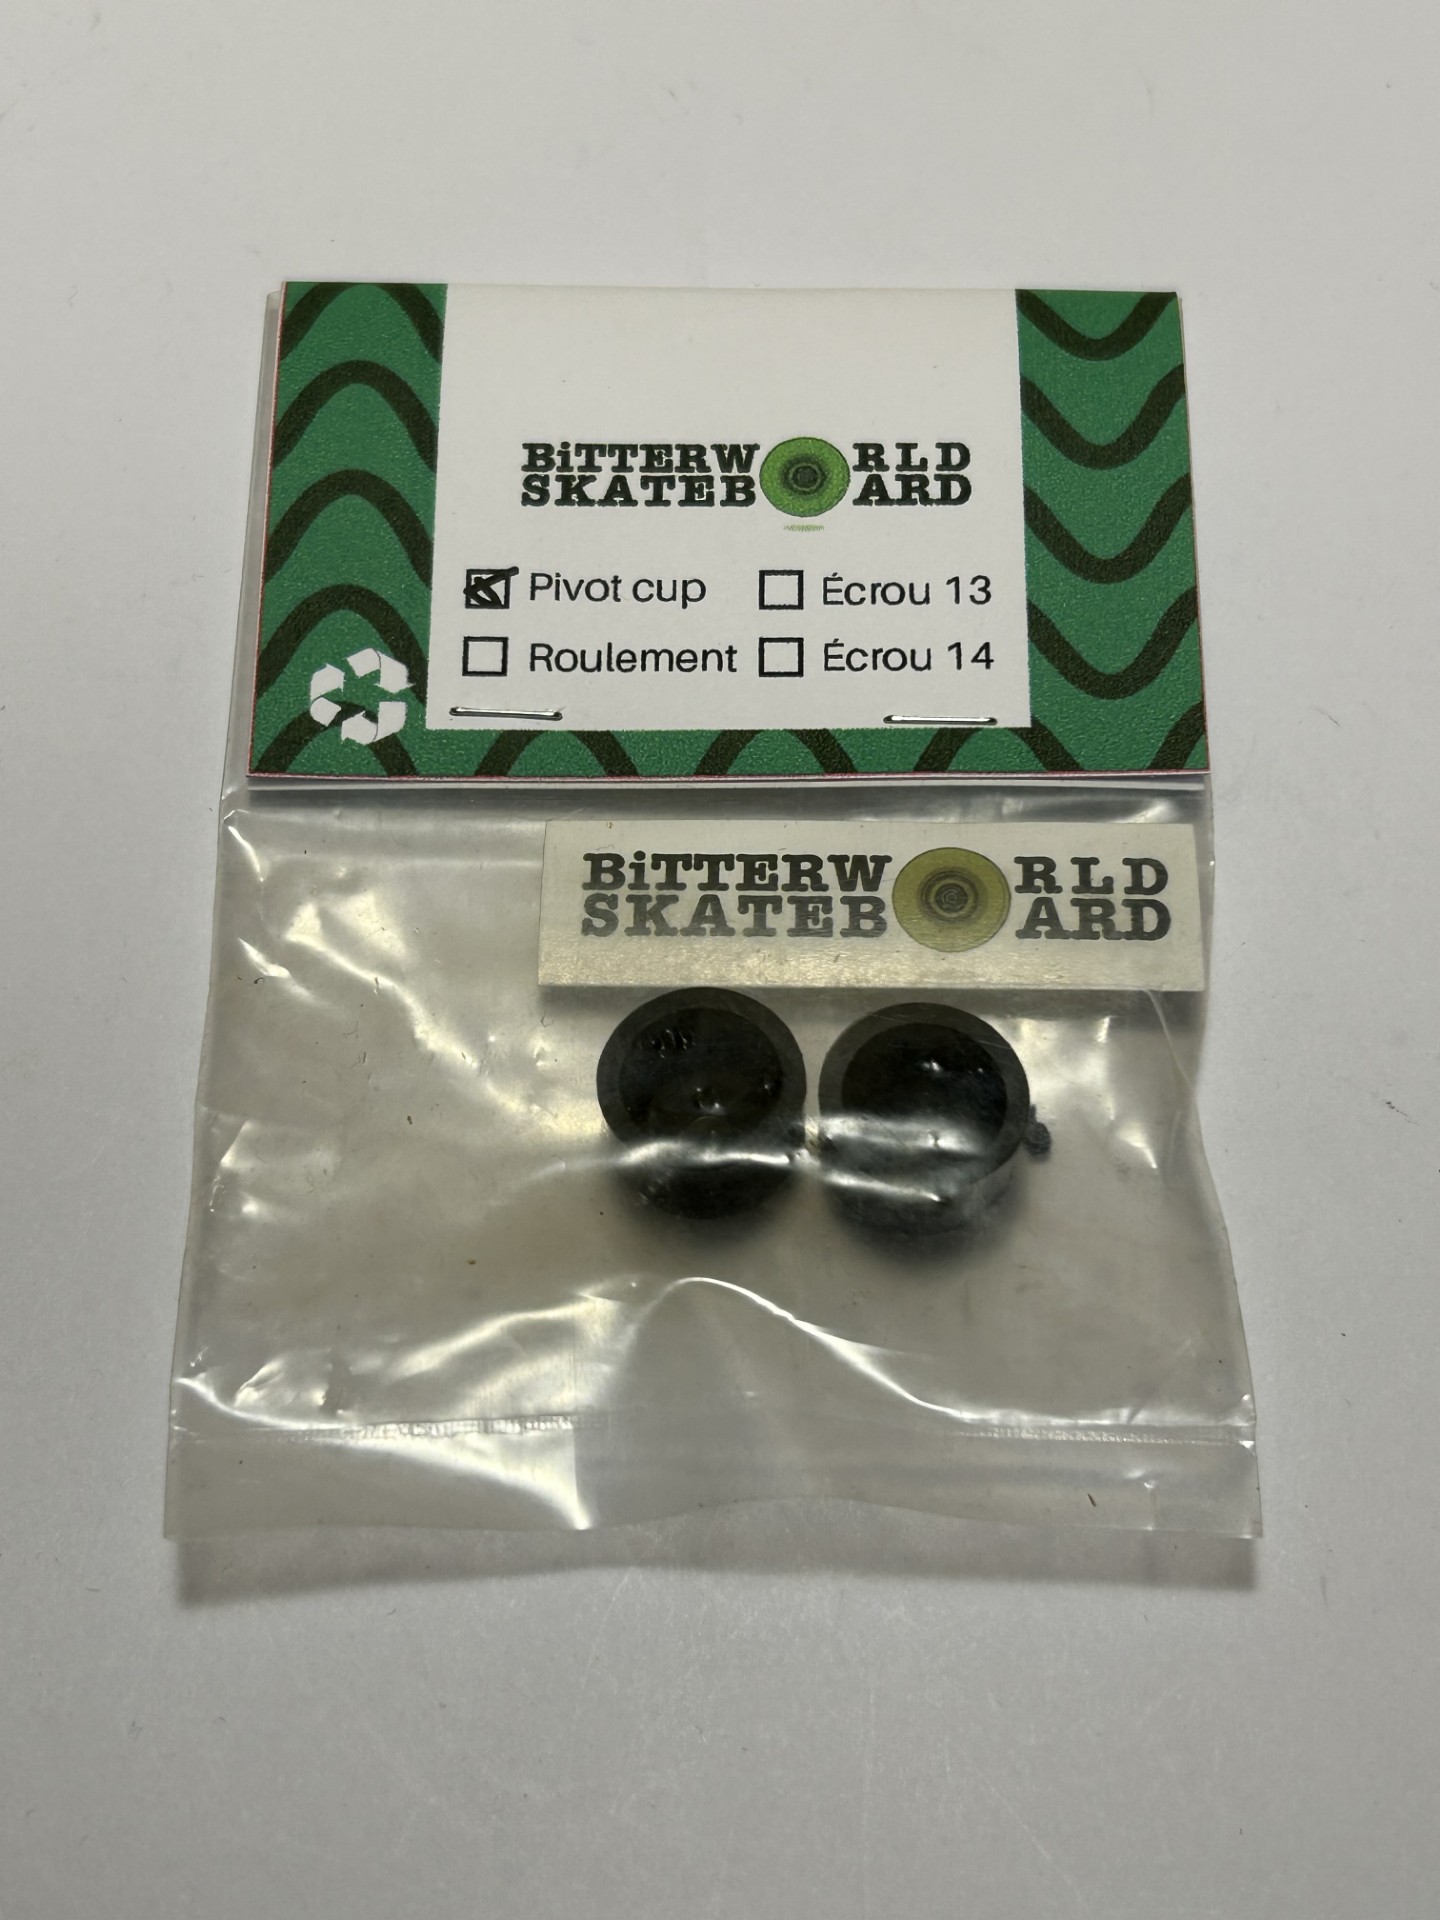 BiTTERWORLD
SKATEBOARD
Pivot cup
Écrou 13
Roulement
Écrou 14
BiTTERWORLD
SKATEBOARD